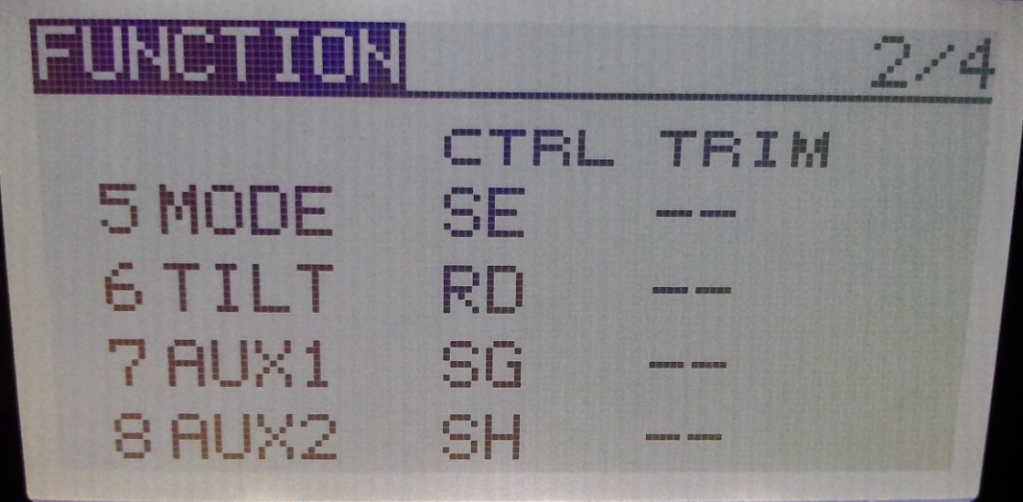 FUNCTION 2/4
CTRL TRIM
5 MODE SE --
6 TILT RD --
7 AUX1 SG --
8 AUX2 SH --